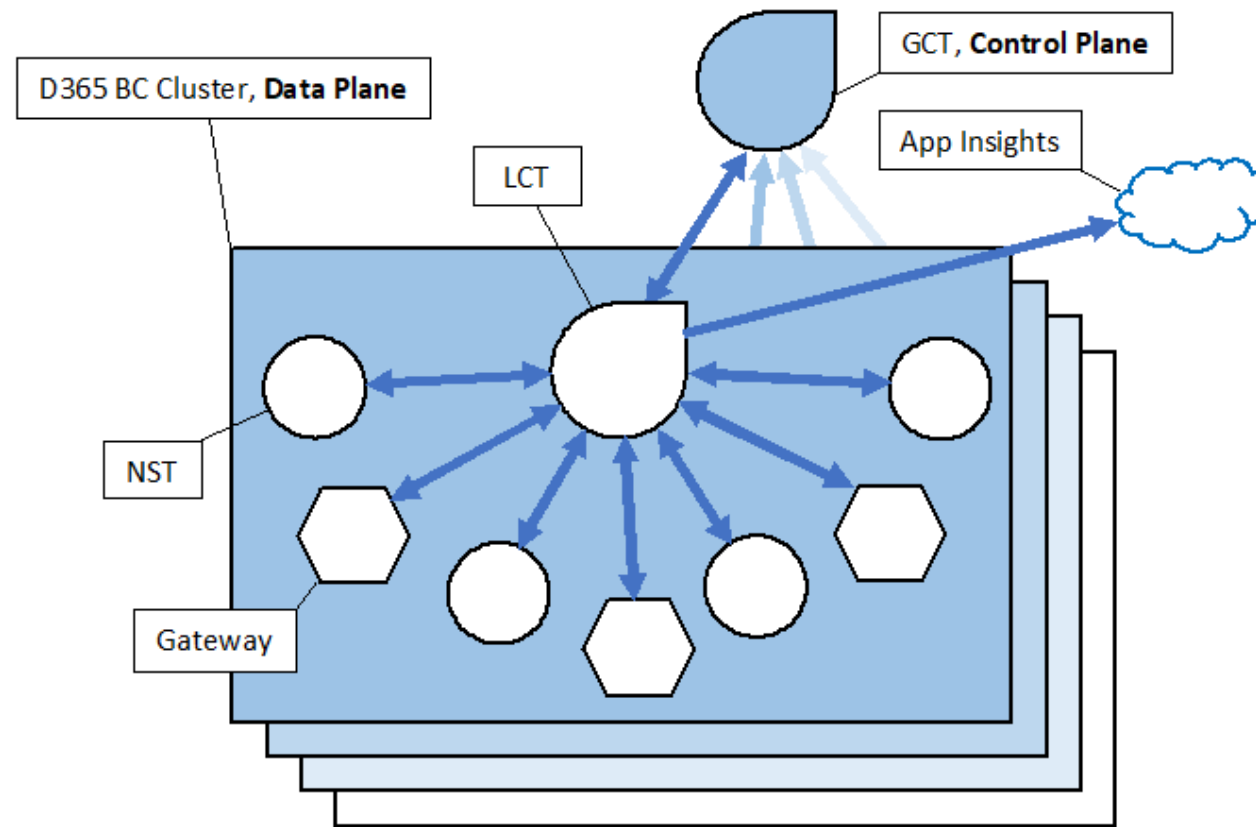 GCT, Control Plane
D365 BC Cluster, Data Plane
App Insights
LCT
NST
Gateway